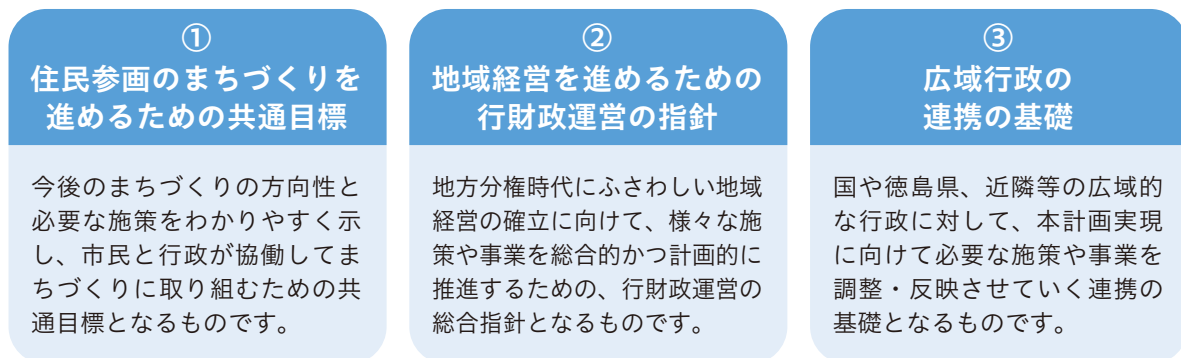 ①
住民参画のまちづくりを
進めるための共通目標
今後のまちづくりの方向性と
必要な施策をわかりやすく示
し、市民と行政が協働してま
ちづくりに取り組むための共
通目標となるものです。
②
地域経営を進めるための
行財政運営の指針
地方分権時代にふさわしい地域
経営の確立に向けて、様々な施
策や事業を総合的かつ計画的に
推進するための、行財政運営の
総合指針となるものです。
③
広域行政の
連携の基礎
国や徳島県、近隣等の広域的
な行政に対して、本計画実現
に向けて必要な施策や事業を
調整・反映させていく連携の
基礎となるものです。